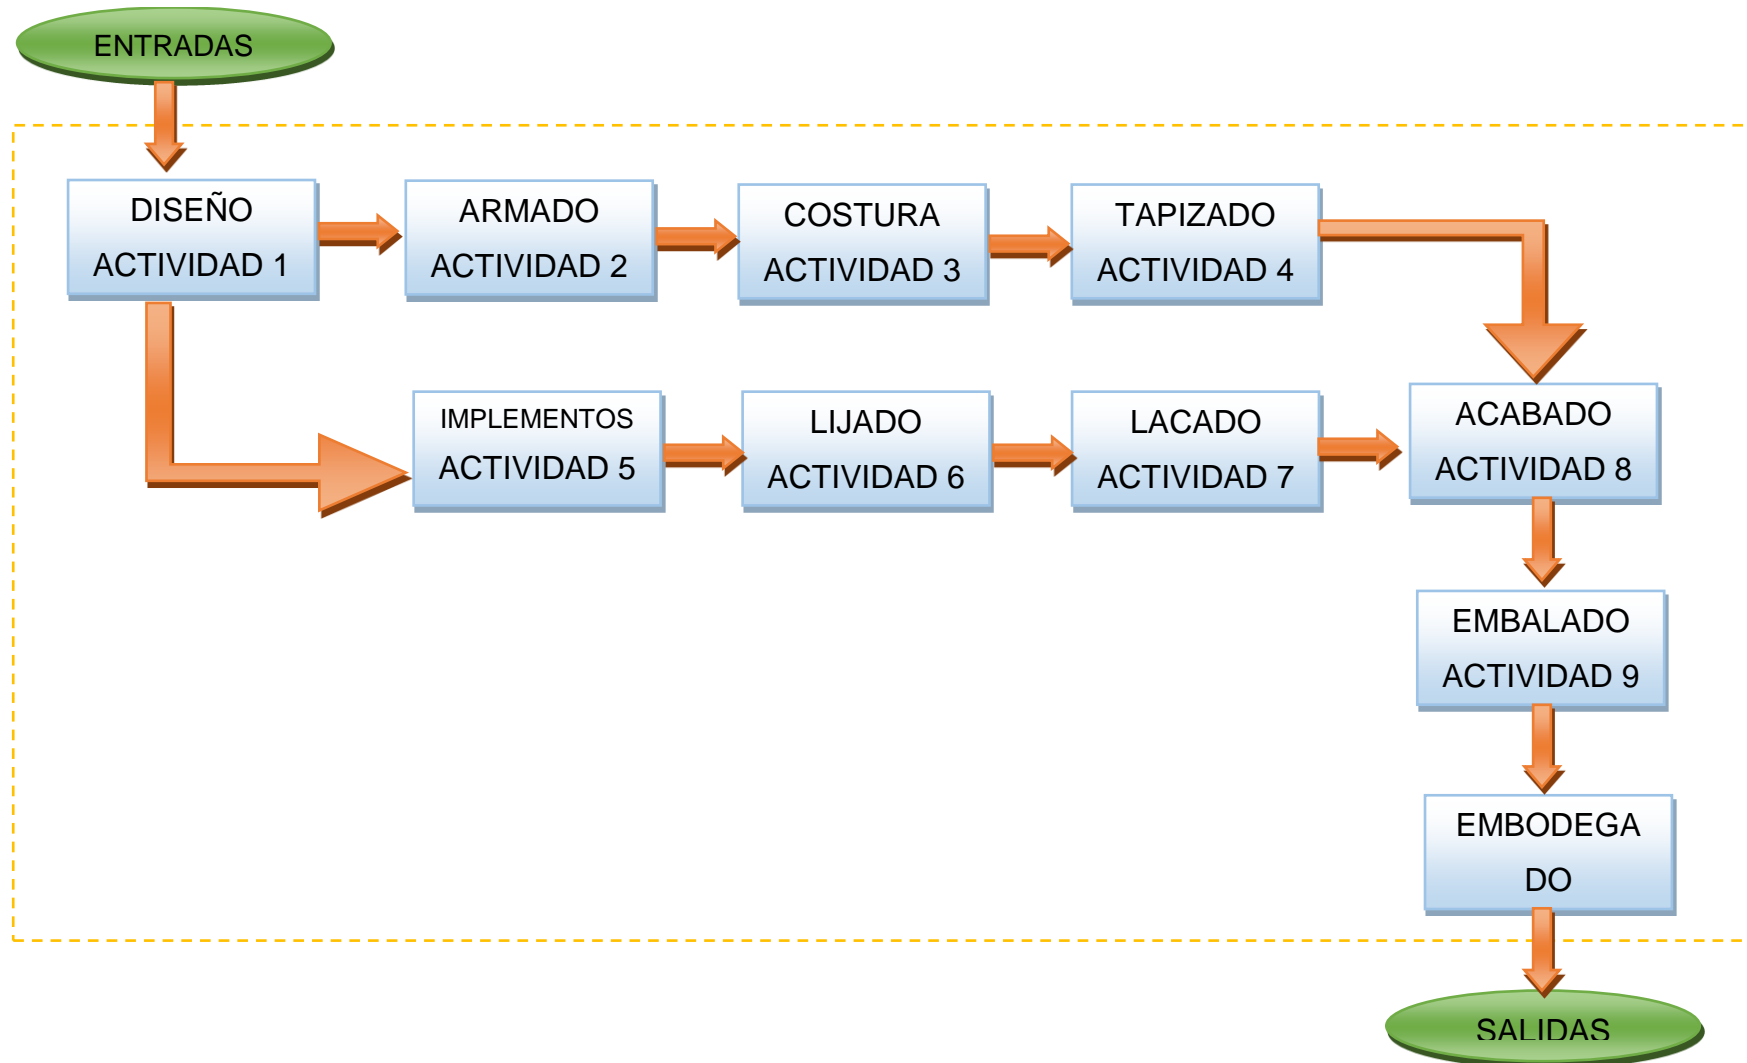 ENTRADAS
DISEÑO
ACTIVIDAD 1
ARMADO
ACTIVIDAD 2
COSTURA
ACTIVIDAD 3
TAPIZADO
ACTIVIDAD 4
IMPLEMENTOS
ACTIVIDAD 5
LIJADO
ACTIVIDAD 6
LACADO
ACTIVIDAD 7
ACABADO
ACTIVIDAD 8
EMBALADO
ACTIVIDAD 9
EMBODEGA
DO
SALIDAS